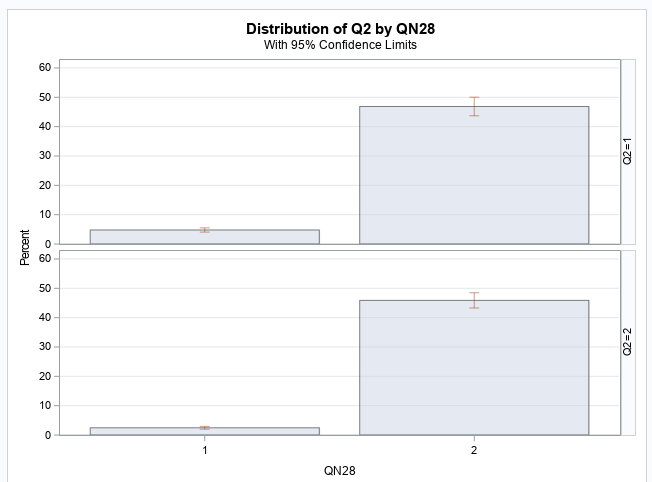 Distribution of Q2 by QN28
With 95% Confidence Limits
60
50
40
30
20
10
0
Q2=1
Percent
60
50
40
30
20
10
0
Q2=2
1 2
QN28